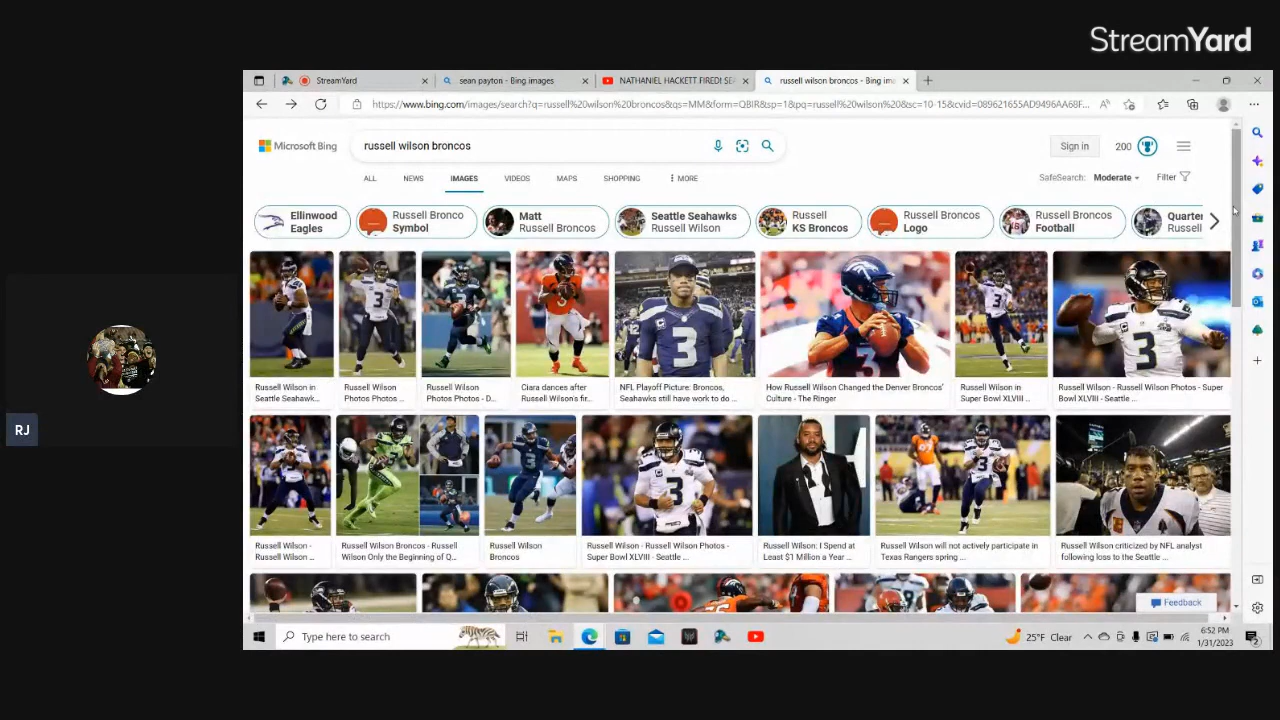 StreamYard
StreamYard
sean payton - Bing images
NATHANIEL HACKETT FIRED! SE
russell wilson broncos - Bing im
https://www.bing.com/images/search?q=russell%20wilson%20broncos&qs=MM&form=QBIR&sp=1&pq=russell%20wilson%20&sc=10-15&cvid=089621655AD9496AA68F...
Microsoft Bing
russell wilson broncos
Sign in
200
ALL
NEWS
IMAGES
VIDEOS
MAPS
SHOPPING
MORE
SafeSearch: Moderate
Filter
Ellinwood
Eagles
Russell Bronco
Symbol
Matt
Russell Broncos
Seattle Seahawks
Russell Wilson
Russell
KS Broncos
Russell Broncos
Logo
Russell Broncos
Football
Quarter
Russell
Russell Wilson in
Seattle Seahawk...
Russell Wilson
Photos Photos ...
Russell Wilson
Photos Photos - D...
Ciara dances after
Russell Wilson's fir...
NFL Playoff Picture: Broncos,
Seahawks still have work to do ...
How Russell Wilson Changed the Denver Broncos'
Culture - The Ringer
Russell Wilson in
Super Bowl XLVIII ...
Russell Wilson - Russell Wilson Photos - Super
Bowl XLVIII - Seattle ...
Russell Wilson -
Russell Wilson ...
Russell Wilson Broncos - Russell
Wilson Only the Beginning of Q...
Russell Wilson
Broncos
Russell Wilson - Russell Wilson Photos -
Super Bowl XLVIII - Seattle ...
Russell Wilson: I Spend at
Least $1 Million a Year ...
Russell Wilson will not actively participate in
Texas Rangers spring ...
Russell Wilson criticized by NFL analyst
following loss to the Seattle ...
Feedback
RJ
Type here to search
25°F Clear
6:52 PM
1/31/2023
2